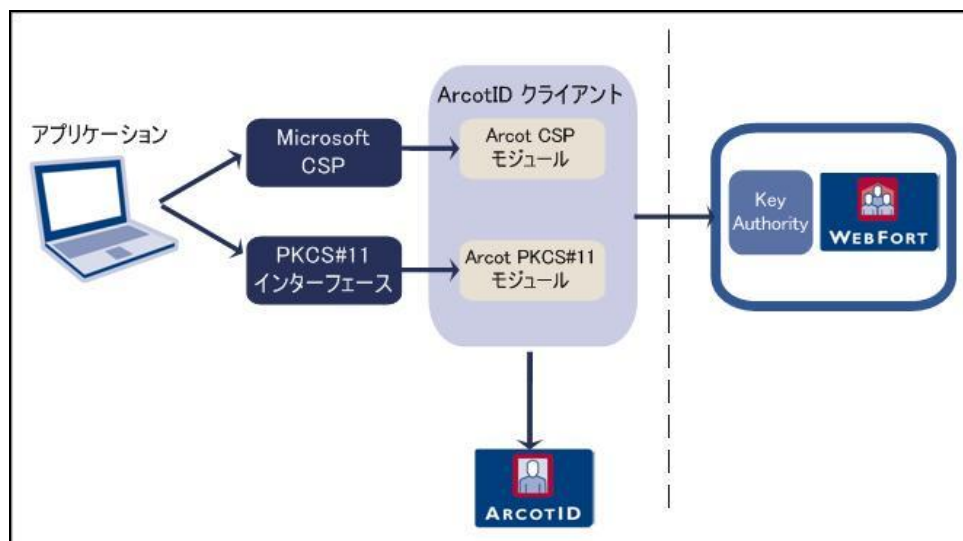 ArcotID クライアント
アプリケーション
Microsoft
CSP
Arcot CSP
モジュール
Key
Authority
WEBFORT
PKCS#11
インターフェース
Arcot PKCS#11
モジュール
ARCOTID